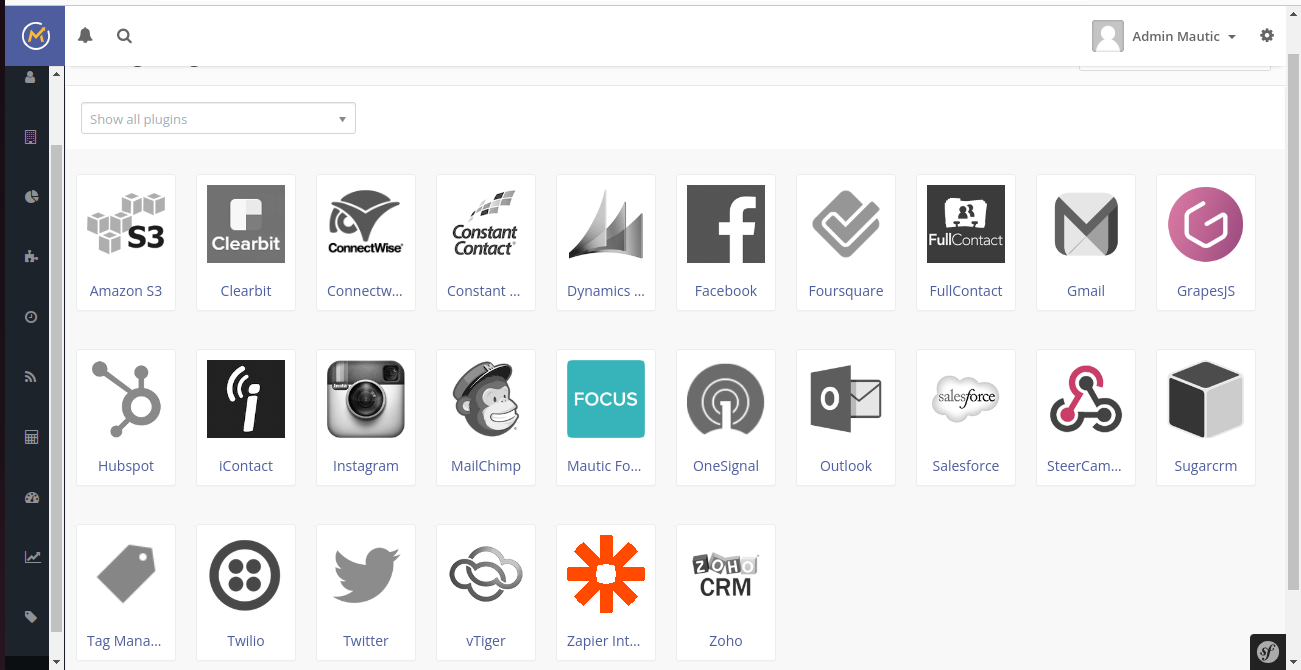 Admin Mautic
Show all plugins
S3
Clearbit
ConnectWise
Constant
Contact
FullContact
Amazon S3
Clearbit
Connectw...
Constant ...
Dynamics ...
Facebook
Foursquare
FullContact
Gmail
GrapesJS
FOCUS
salesforce
Hubspot
iContact
Instagram
MailChimp
Mautic Fo...
OneSignal
Outlook
Salesforce
SteerCam...
Sugarcrm
ZOHO
CRM
Tag Mana...
Twilio
Twitter
vTiger
Zapier Int...
Zoho
sf